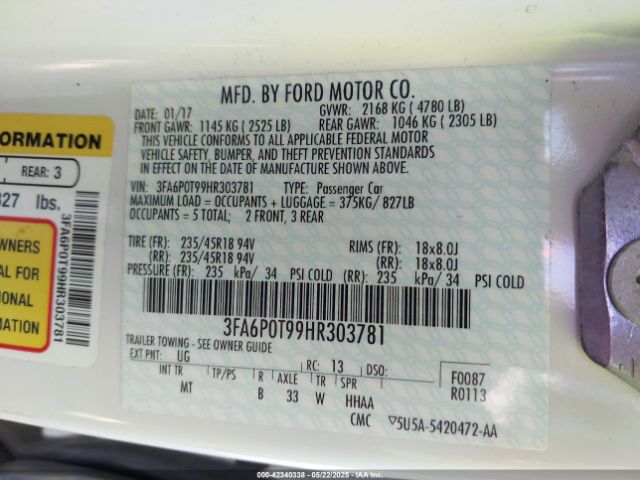 MFD. BY FORD MOTOR CO.
DATE: 01/17 GVWR: 2168 KG ( 4780 LB)
FRONT GAWR: 1145 KG ( 2525 LB) REAR GAWR: 1046 KG ( 2305 LB)
THIS VEHICLE CONFORMS TO ALL APPLICABLE FEDERAL MOTOR
VEHICLE SAFETY, BUMPER, AND THEFT PREVENTION STANDARDS
IN EFFECT ON THE DATE OF MANUFACTURE SHOWN ABOVE.
VIN: 3FA6P0T99HR303781 TYPE: Passenger Car
MAXIMUM LOAD = OCCUPANTS + LUGGAGE = 375KG/ 827LB
OCCUPANTS = 5 TOTAL; 2 FRONT, 3 REAR
TIRE (FR): 235/45R18 94V RIMS (FR): 18x8.0J
(RR): 235/45R18 94V (RR): 18x8.0J
PRESSURE (FR): 235 kPa/ 34 PSI COLD (RR): 235 kPa/ 34 PSI COLD
3FA6P0T99HR303781
TRAILER TOWING - SEE OWNER GUIDE
EXT PNT: UG RC: 13 DSO: F0087
INT TR TP/PS R AXLE TR SPR R0113
MT B 33 W HHAA
CMC 5U5A-5420472-AA
ORMATION
REAR: 3
827 lbs.
OWNERS
IAL FOR
IONAL
MATION
3FA6P0T99HR303781
000-42340338 - 05/22/2025 - IAAI.COM